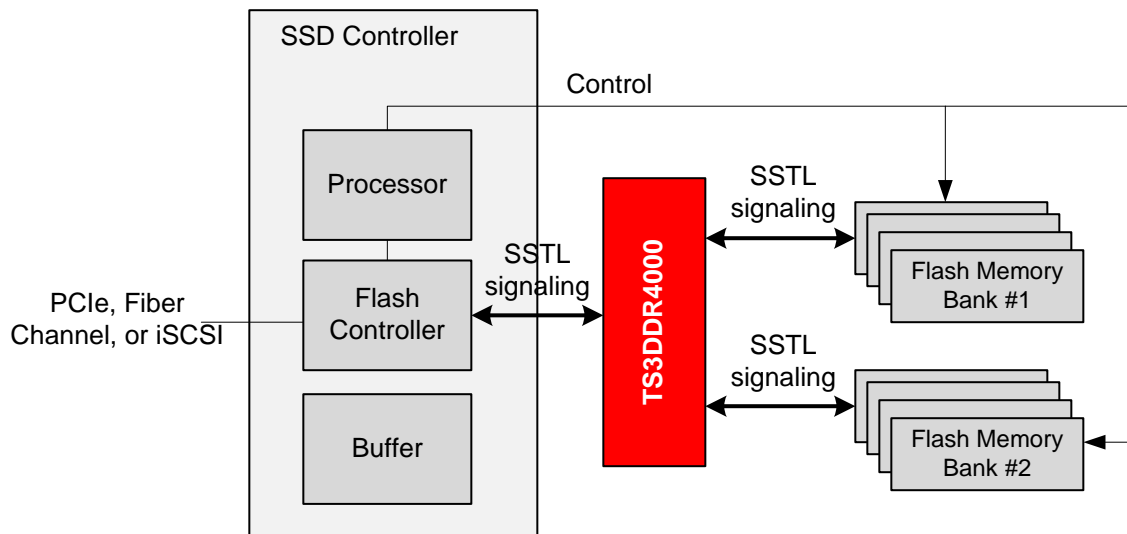 SSD Controller
Control
Processor
SSTL
signaling
Flash Memory
Bank #1
SSTL
signaling
Flash
Controller
PCIe, Fiber
Channel, or iSCSI
TS3DDR4000
SSTL
signaling
Buffer
Flash Memory
Bank #2